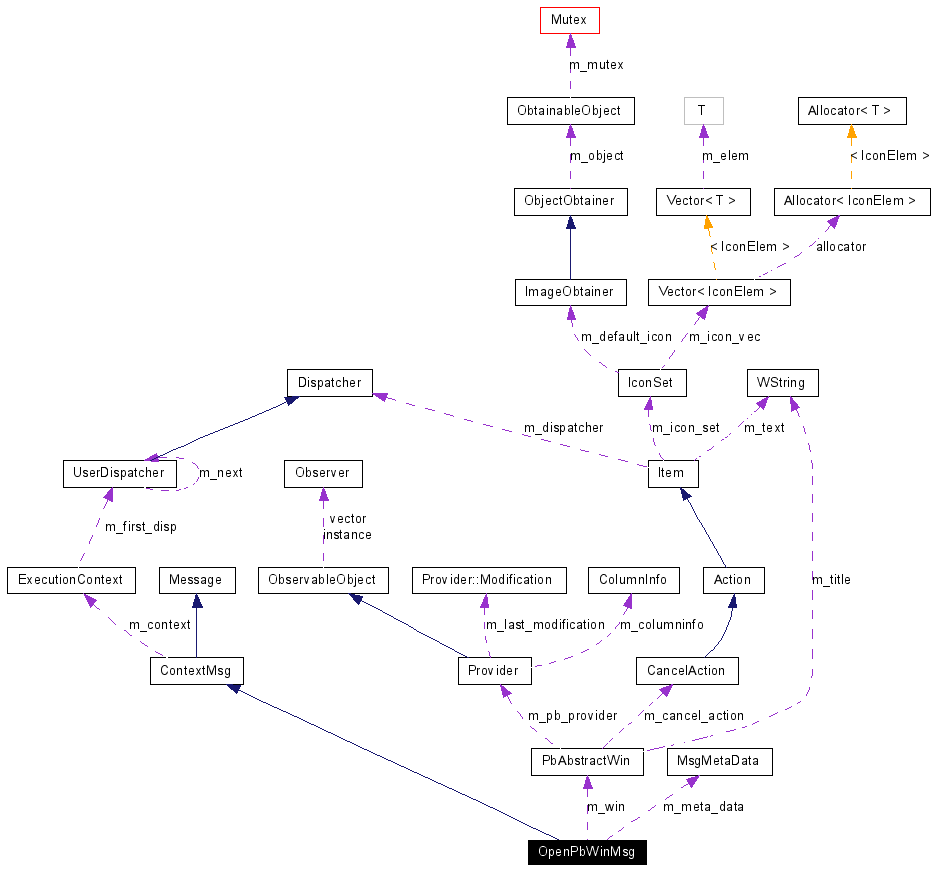 Mutex
m_mutex
ObtainableObject
T
Allocator< T >
m_object
m_elem
< IconElem >
ObjectObtainer
Vector< T >
Allocator< IconElem >
< IconElem >
allocator
ImageObtainer
Vector< IconElem >
m_default_icon
m_icon_vec
Dispatcher
IconSet
WString
m_dispatcher
m_icon_set
m_text
UserDispatcher
m_next
Observer
Item
m_first_disp
vector
instance
ExecutionContext
Message
ObservableObject
Provider::Modification
ColumnInfo
Action
m_title
m_context
m_last_modification
m_columninfo
ContextMsg
Provider
CancelAction
m_pb_provider
m_cancel_action
PbAbstractWin
MsgMetaData
m_win
m_meta_data
OpenPbWinMsg